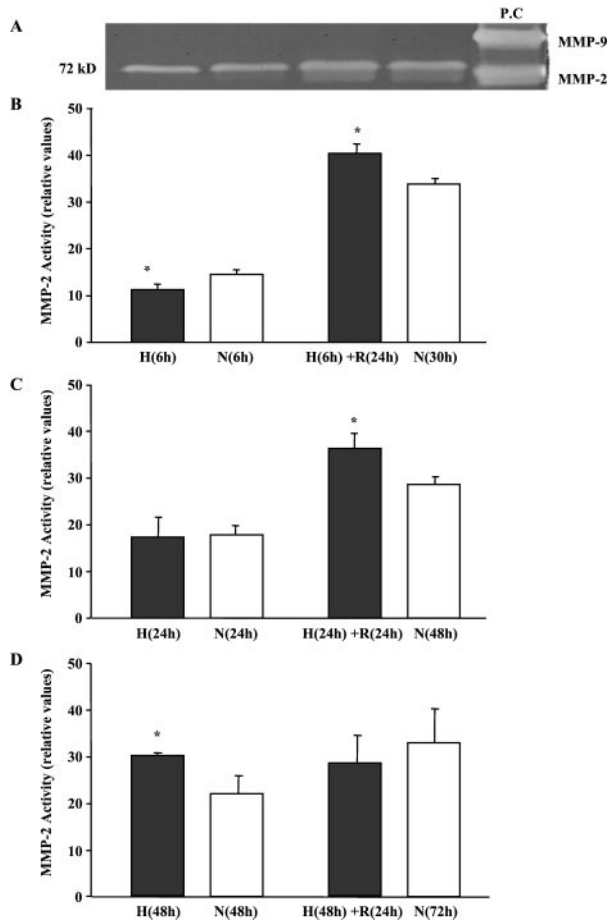 P.C
A
MMP-9
72 kD
MMP-2
B
50
*
40
30
20
*
10
0
MMP-2 Activity (relative values)
H(6h) N(6h) H(6h) +R(24h) N(30h)
C
50
*
40
30
20
10
0
MMP-2 Activity (relative values)
H(24h) N(24h) H(24h) +R(24h) N(48h)
D
50
40
*
30
20
10
0
MMP-2 Activity (relative values)
H(48h) N(48h) H(48h) +R(24h) N(72h)